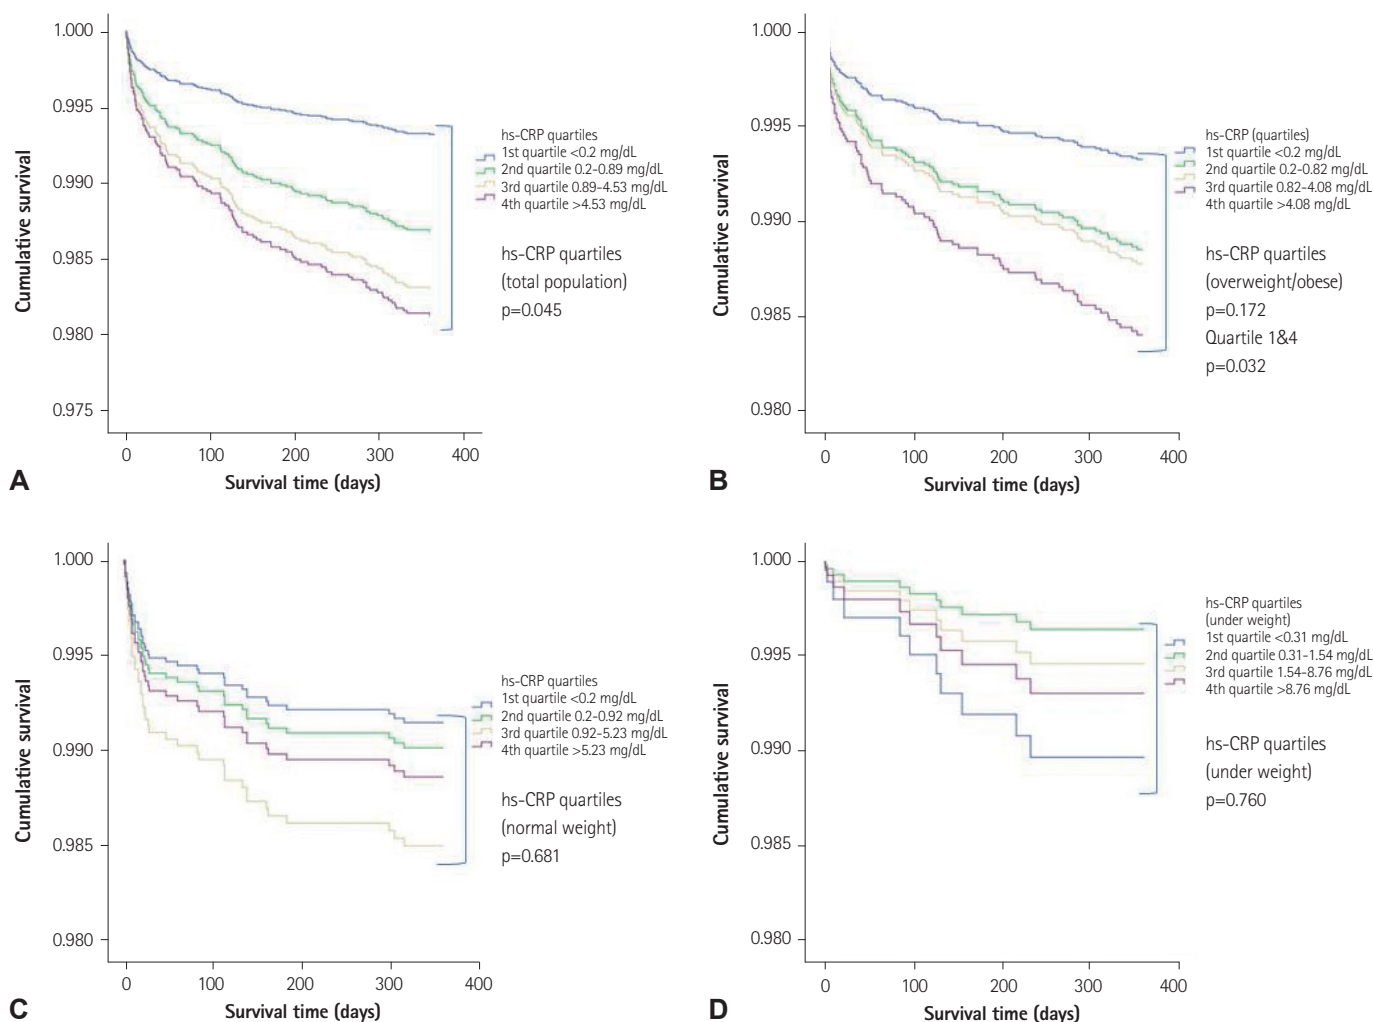 A
1.000
0.995
0.990
0.985
0.980
0.975
Cumulative survival
0
100
200
300
400
Survival time (days)
hs-CRP quartiles
1st quartile <0.2 mg/dL
2nd quartile 0.2-0.89 mg/dL
3rd quartile 0.89-4.53 mg/dL
4th quartile >4.53 mg/dL
hs-CRP quartiles
(total population)
p=0.045
B
1.000
0.995
0.990
0.985
0.980
Cumulative survival
0
100
200
300
400
Survival time (days)
hs-CRP (quartiles)
1st quartile <0.2 mg/dL
2nd quartile 0.2-0.82 mg/dL
3rd quartile 0.82-4.08 mg/dL
4th quartile >4.08 mg/dL
hs-CRP quartiles
(overweight/obese)
p=0.172
Quartile 1&4
p=0.032
C
1.000
0.995
0.990
0.985
0.980
Cumulative survival
0
100
200
300
400
Survival time (days)
hs-CRP quartiles
1st quartile <0.2 mg/dL
2nd quartile 0.2-0.92 mg/dL
3rd quartile 0.92-5.23 mg/dL
4th quartile >5.23 mg/dL
hs-CRP quartiles
(normal weight)
p=0.681
D
1.000
0.995
0.990
0.985
0.980
Cumulative survival
0
100
200
300
400
Survival time (days)
hs-CRP quartiles
(under weight)
1st quartile <0.31 mg/dL
2nd quartile 0.31-1.54 mg/dL
3rd quartile 1.54-8.76 mg/dL
4th quartile >8.76 mg/dL
hs-CRP quartiles
(under weight)
p=0.760